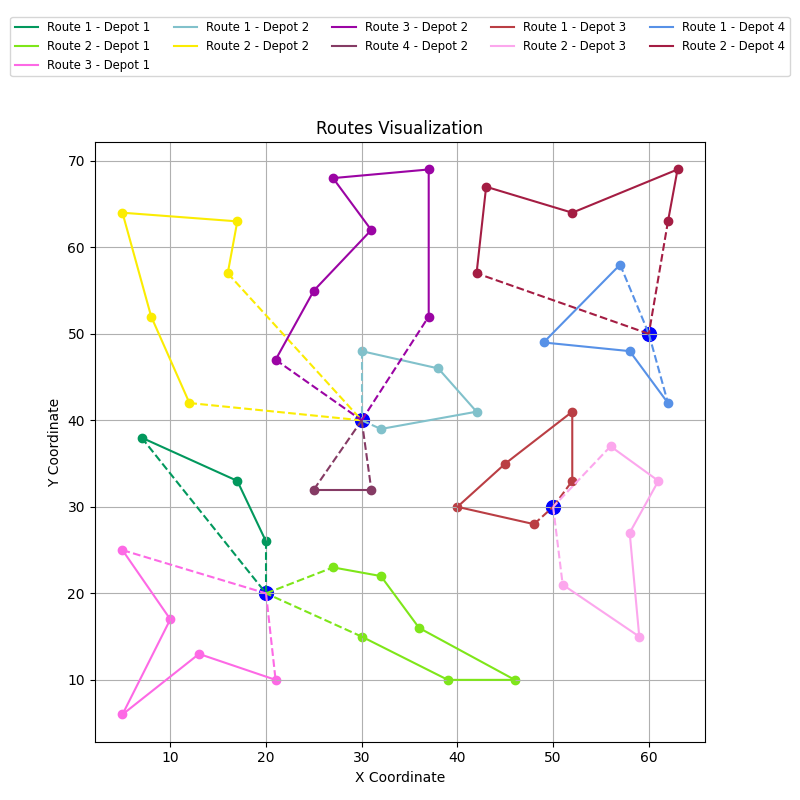 Route 1 - Depot 1 Route 1 - Depot 2 Route 3 - Depot 2 Route 1 - Depot 3 Route 1 - Depot 4
Route 2 - Depot 1 Route 2 - Depot 2 Route 4 - Depot 2 Route 2 - Depot 3 Route 2 - Depot 4
Route 3 - Depot 1
Routes Visualization
70
60
50
40
30
20
10
Y Coordinate
10 20 30 40 50 60
X Coordinate